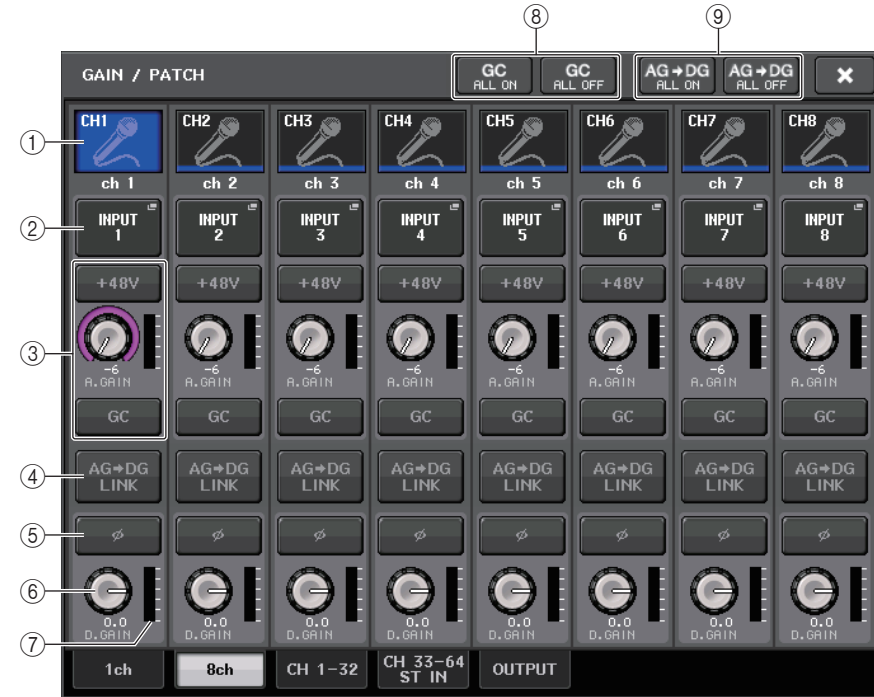 ⑧ ⑨
GAIN / PATCH
GC ALL ON
GC ALL OFF
AG➔DG ALL ON
AG➔DG ALL OFF
×
①
CH1 CH2 CH3 CH4 CH5 CH6 CH7 CH8
ch 1 ch 2 ch 3 ch 4 ch 5 ch 6 ch 7 ch 8
②
INPUT INPUT INPUT INPUT INPUT INPUT INPUT INPUT
1 2 3 4 5 6 7 8
+48V +48V +48V +48V +48V +48V +48V +48V
③
-6 -6 -6 -6 -6 -6 -6 -6
A.GAIN A.GAIN A.GAIN A.GAIN A.GAIN A.GAIN A.GAIN A.GAIN
GC GC GC GC GC GC GC GC
④
AG➔DG AG➔DG AG➔DG AG➔DG AG➔DG AG➔DG AG➔DG AG➔DG
LINK LINK LINK LINK LINK LINK LINK LINK
⑤
ø ø ø ø ø ø ø ø
⑥
⑦
0.0 0.0 0.0 0.0 0.0 0.0 0.0 0.0
D.GAIN D.GAIN D.GAIN D.GAIN D.GAIN D.GAIN D.GAIN D.GAIN
1ch
8ch
CH 1-32
CH 33-64
ST IN
OUTPUT